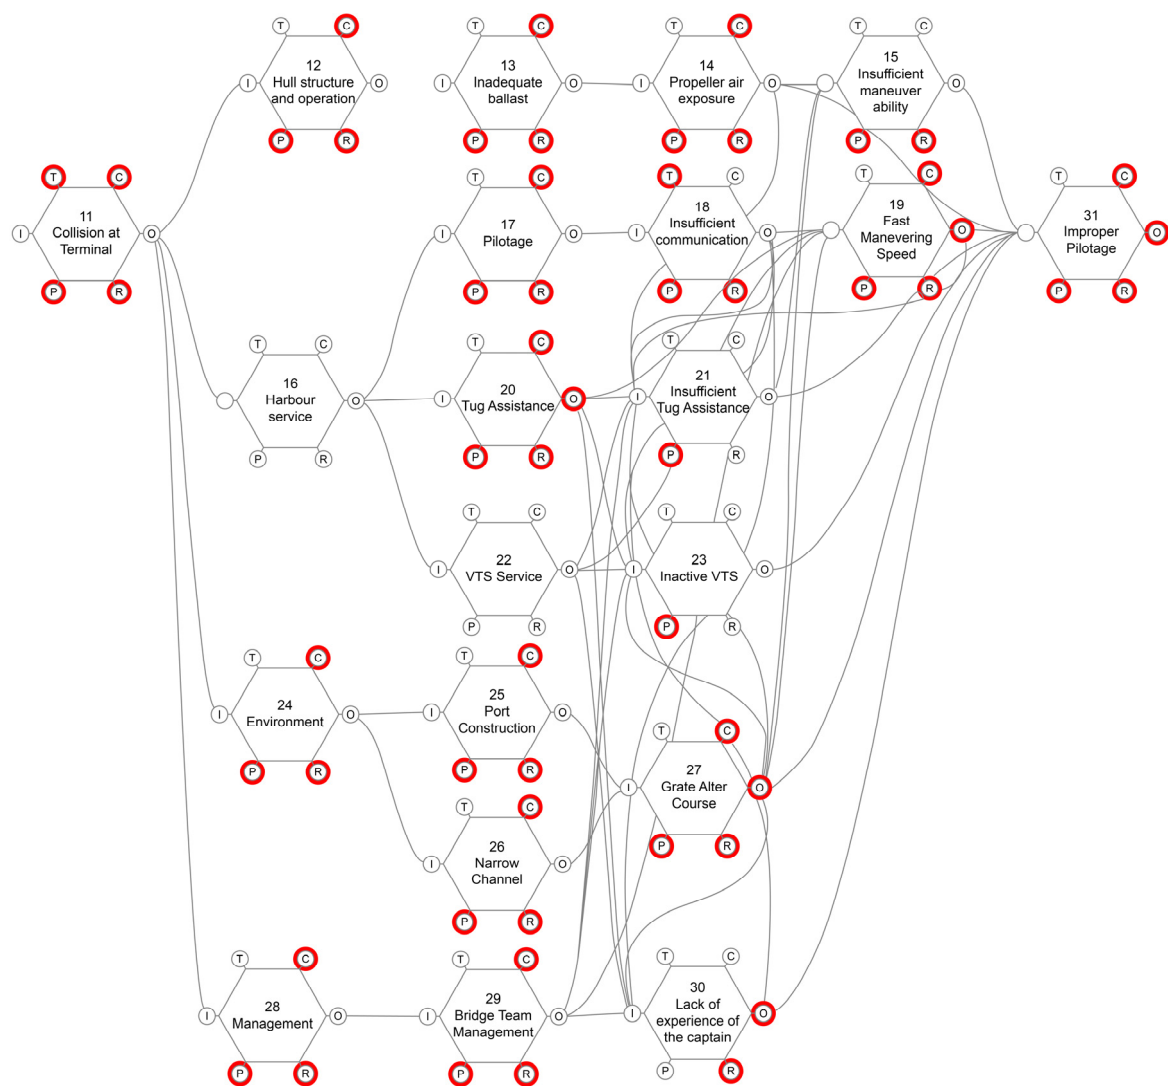 T C
12
Hull structure
I and operation O
P R
T C
13
I Inadequate O
ballast
P R
T C
14
I Propeller air O
exposure
P R
T C
15
Insufficient O
maneuver
ability
P R
T C
11
Collision at
I Terminal O
P R
T C
17
I Pilotage O
P R
T C
18
I Insufficient O
communication
P R
T C
19
Fast O
Manevering
Speed
P R
T C
31
Improper O
Pilotage
P R
T C
16
Harbour O
service
P R
T C
20
I Tug Assistance O
P R
T C
21
I Insufficient O
Tug Assistance
P R
T C
22
I VTS Service O
P R
I C
23
I Inactive VTS O
P R
T C
24
I Environment O
P R
T C
25
I Port O
Construction
P R
T C
26
I Narrow O
Channel
P R
T C
27
I Grate Alter O
Course
P R
T C
28
I Management O
P R
T C
29
I Bridge Team O
Management
P R
T C
30
I Lack of O
experience of
the captain
P R